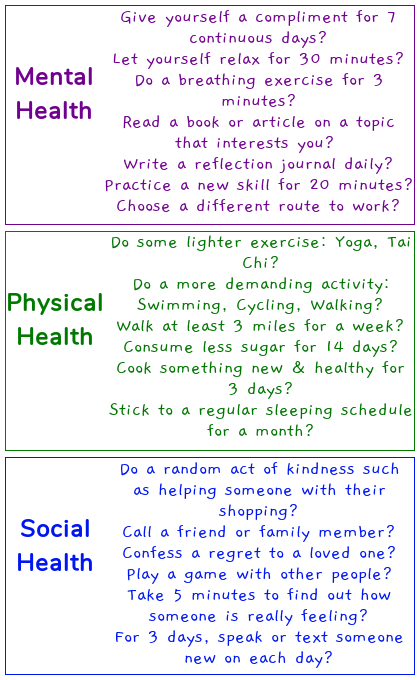 Mental
Health
Give yourself a compliment for 7
continuous days?
Let yourself relax for 30 minutes?
Do a breathing exercise for 3
minutes?
Read a book or article on a topic
that interests you?
Write a reflection journal daily?
Practice a new skill for 20 minutes?
Choose a different route to work?
Physical
Health
Do some lighter exercise: Yoga, Tai
Chi?
Do a more demanding activity:
Swimming, Cycling, Walking?
Walk at least 3 miles for a week?
Consume less sugar for 14 days?
Cook something new & healthy for
3 days?
Stick to a regular sleeping schedule
for a month?
Social
Health
Do a random act of kindness such
as helping someone with their
shopping?
Call a friend or family member?
Confess a regret to a loved one?
Play a game with other people?
Take 5 minutes to find out how
someone is really feeling?
For 3 days, speak or text someone
new on each day?